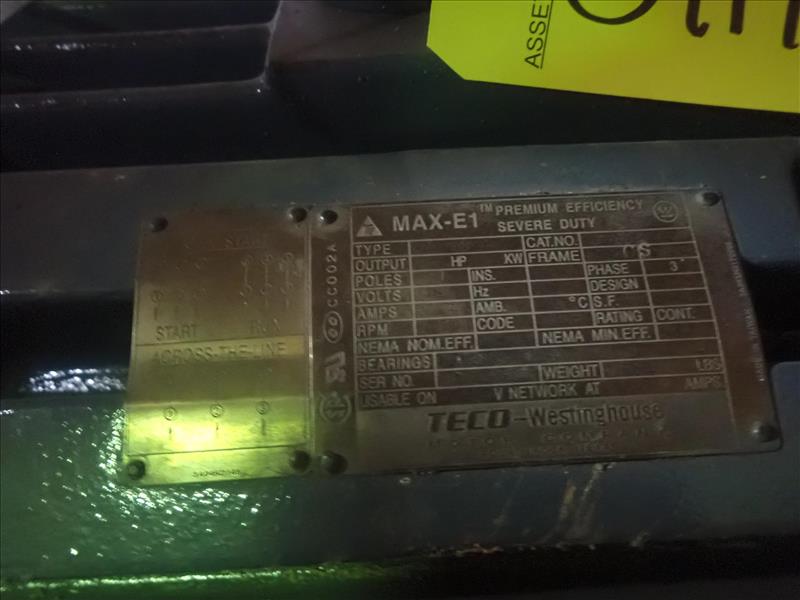 ASSE
MAX-E1 ™ PREMIUM EFFICIENCY
SEVERE DUTY
TYPE CAT.NO.
OUTPUT HP KW FRAME S
POLES INS. PHASE 3
VOLTS Hz DESIGN
AMPS AMB. °C S.F.
RPM CODE RATING CONT.
NEMA NOM.EFF. NEMA MIN.EFF.
BEARINGS
SER NO. WEIGHT LBS
USABLE ON V NETWORK AT AMPS
TECO-Westinghouse
CC002A
START
START RUN
ACROSS-THE-LINE